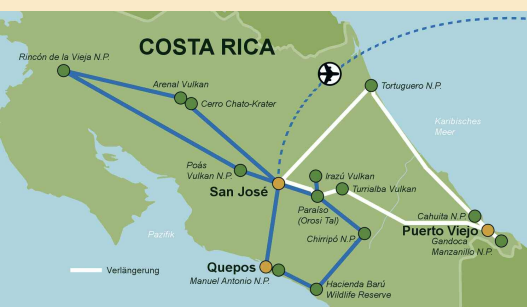 COSTA RICA
Rincón de la Vieja N.P.
Arenal Vulkan
Cerro Chato-Krater
Tortuguero N.P.
Karibisches
Meer
Poás
Vulkan N.P.
San José
Irazú Vulkan
Turrialba Vulkan
Paraíso
(Orosi Tal)
Cahuita N.P.
Puerto Viejo
Gandoca
Manzanillo N.P.
Chirripó N.P.
Pazifik
Quepos
Manuel Antonio N.P.
Verlängerung
Hacienda Barú
Wildlife Reserve